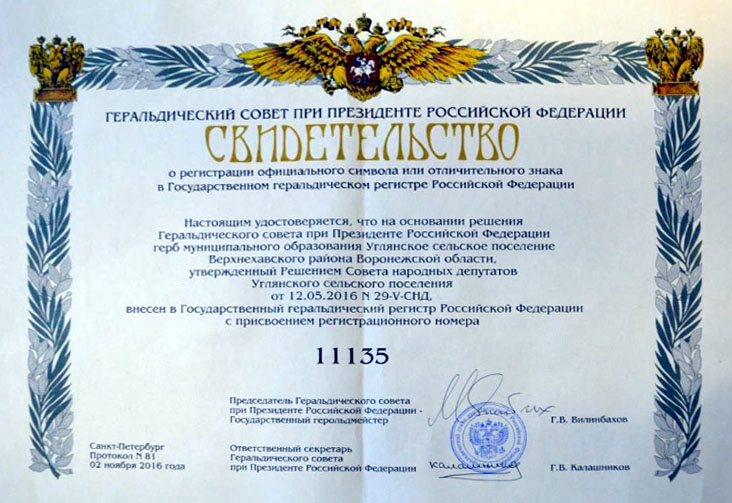 ГЕРАЛЬДИЧЕСКИЙ СОВЕТ ПРИ ПРЕЗИДЕНТЕ РОССИЙСКОЙ ФЕДЕРАЦИИ
СВИДЕТЕЛЬСТВО
о регистрации официального символа или отличительного знака
в Государственном геральдическом регистре Российской Федерации
Настоящим удостоверяется, что на основании решения
Геральдического совета при Президенте Российской Федерации
герб муниципального образования Углянское сельское поселение
Верхнехавского района Воронежской области,
утвержденный Решением Совета народных депутатов
Углянского сельского поселения
от 12.05.2016 N 29-V-СНД,
внесен в Государственный геральдический регистр Российской Федерации
с присвоением регистрационного номера
11135
Председатель Геральдического совета
при Президенте Российской Федерации -
Государственный герольдмейстер
Г.В. Вилинбахов
Санкт-Петербург
Протокол N 81
02 ноября 2016 года
Ответственный секретарь
Геральдического совета
при Президенте Российской Федерации
Г.В. Калашников